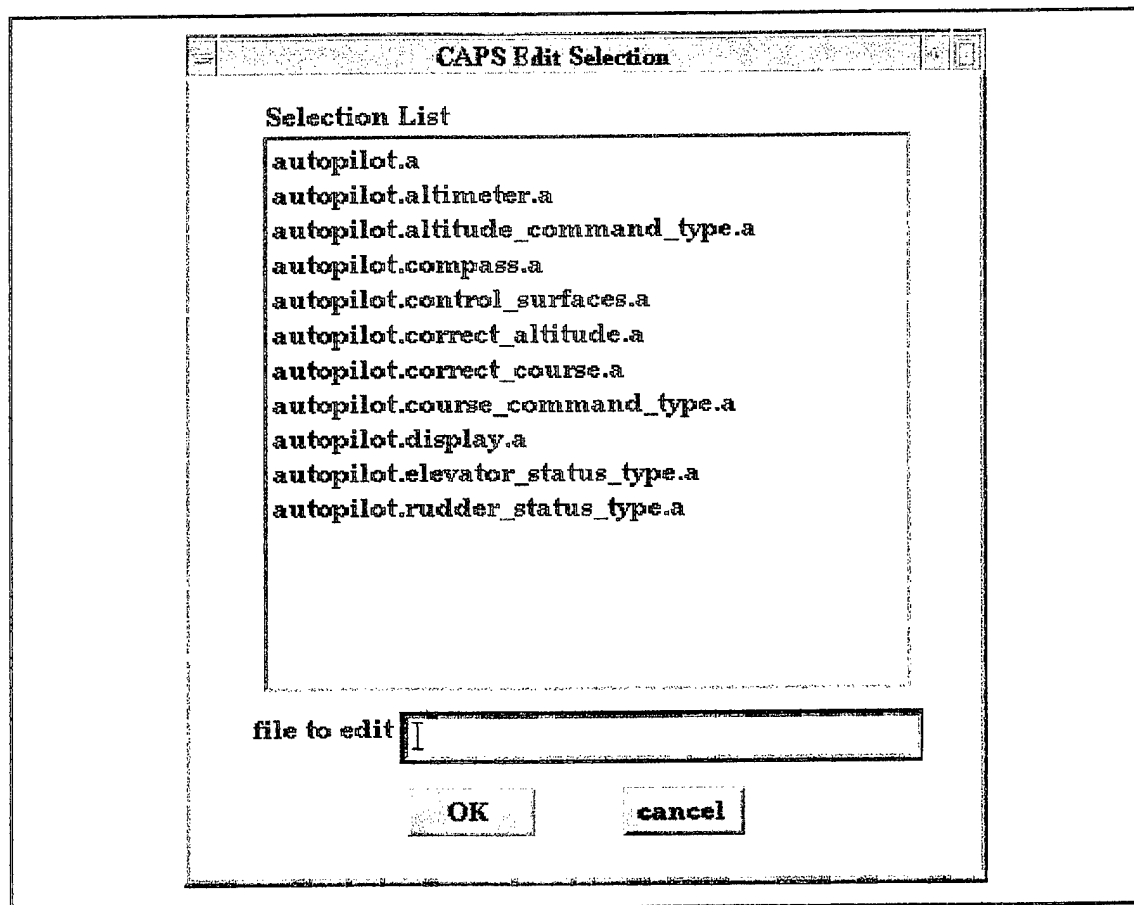 CAPS Edit Selection
Selection List
autopilot.a
autopilot.altimeter.a
autopilot.altitude_command_type.a
autopilot.compass.a
autopilot.control_surfaces.a
autopilot.correct_altitude.a
autopilot.correct_course.a
autopilot.course_command_type.a
autopilot.display.a
autopilot.elevator_status_type.a
autopilot.rudder_status_type.a
file to edit
OK cancel